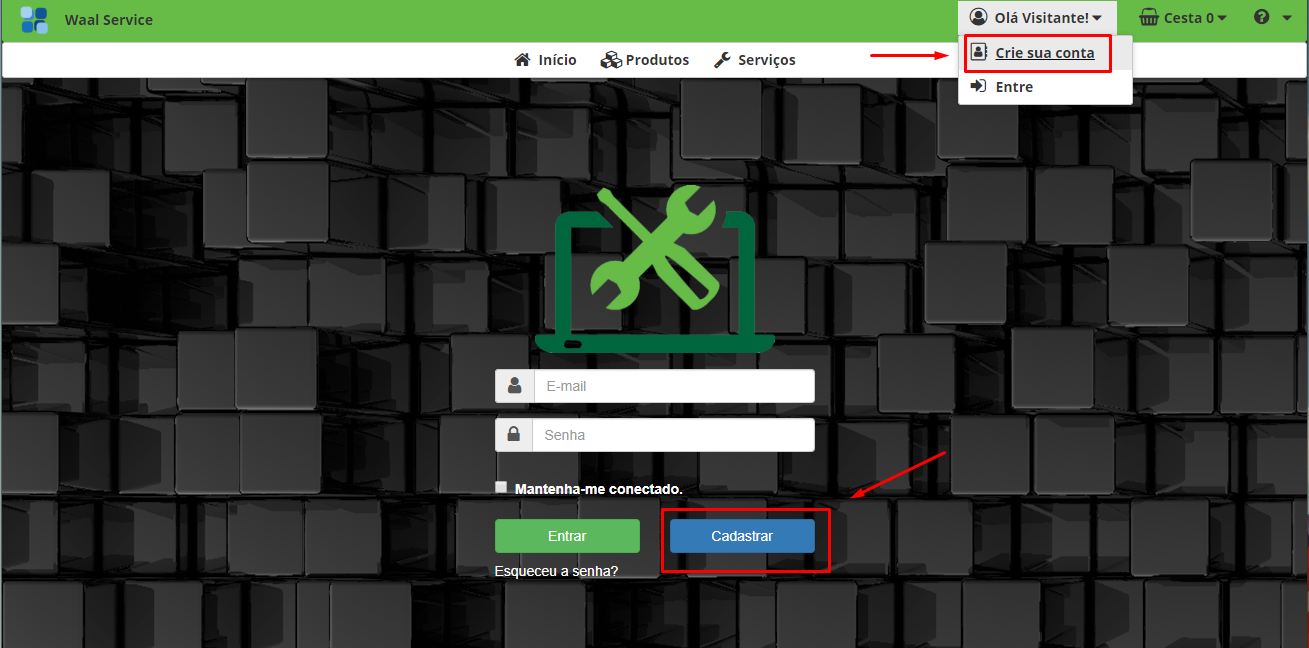 Waal Service
Olá Visitante!
Cesta 0
Início
Produtos
Serviços
Crie sua conta
Entre
E-mail
Senha
Mantenha-me conectado.
Entrar
Cadastrar
Esqueceu a senha?